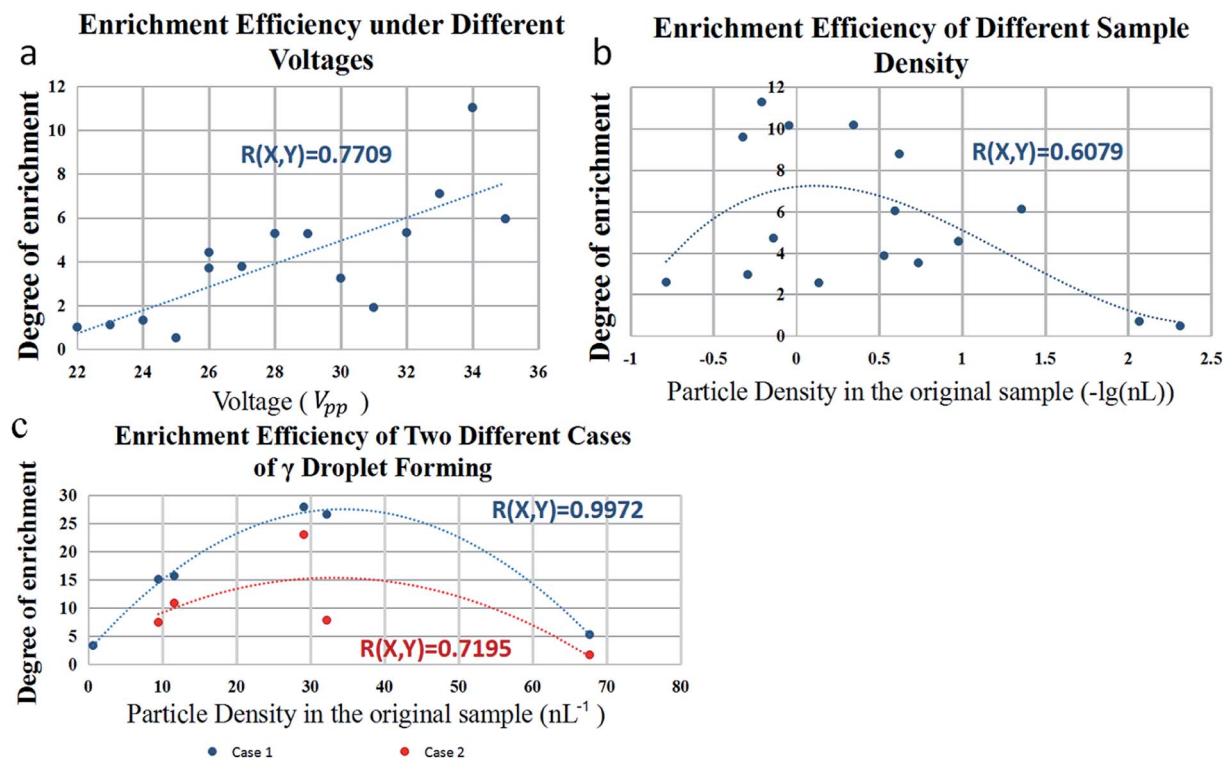 a
Enrichment Efficiency under Different
Voltages
Degree of enrichment
12
10
8
6
4
2
0
R(X,Y)=0.7709
22 24 26 28 30 32 34 36
Voltage ( Vpp )
b
Enrichment Efficiency of Different Sample
Density
Degree of enrichment
12
10
8
6
4
2
0
R(X,Y)=0.6079
-1 -0.5 0 0.5 1 1.5 2 2.5
Particle Density in the original sample (-lg(nL))
c
Enrichment Efficiency of Two Different Cases
of γ Droplet Forming
Degree of enrichment
30
25
20
15
10
5
0
R(X,Y)=0.9972
R(X,Y)=0.7195
0 10 20 30 40 50 60 70 80
Particle Density in the original sample (nL⁻¹ )
Case 1 Case 2